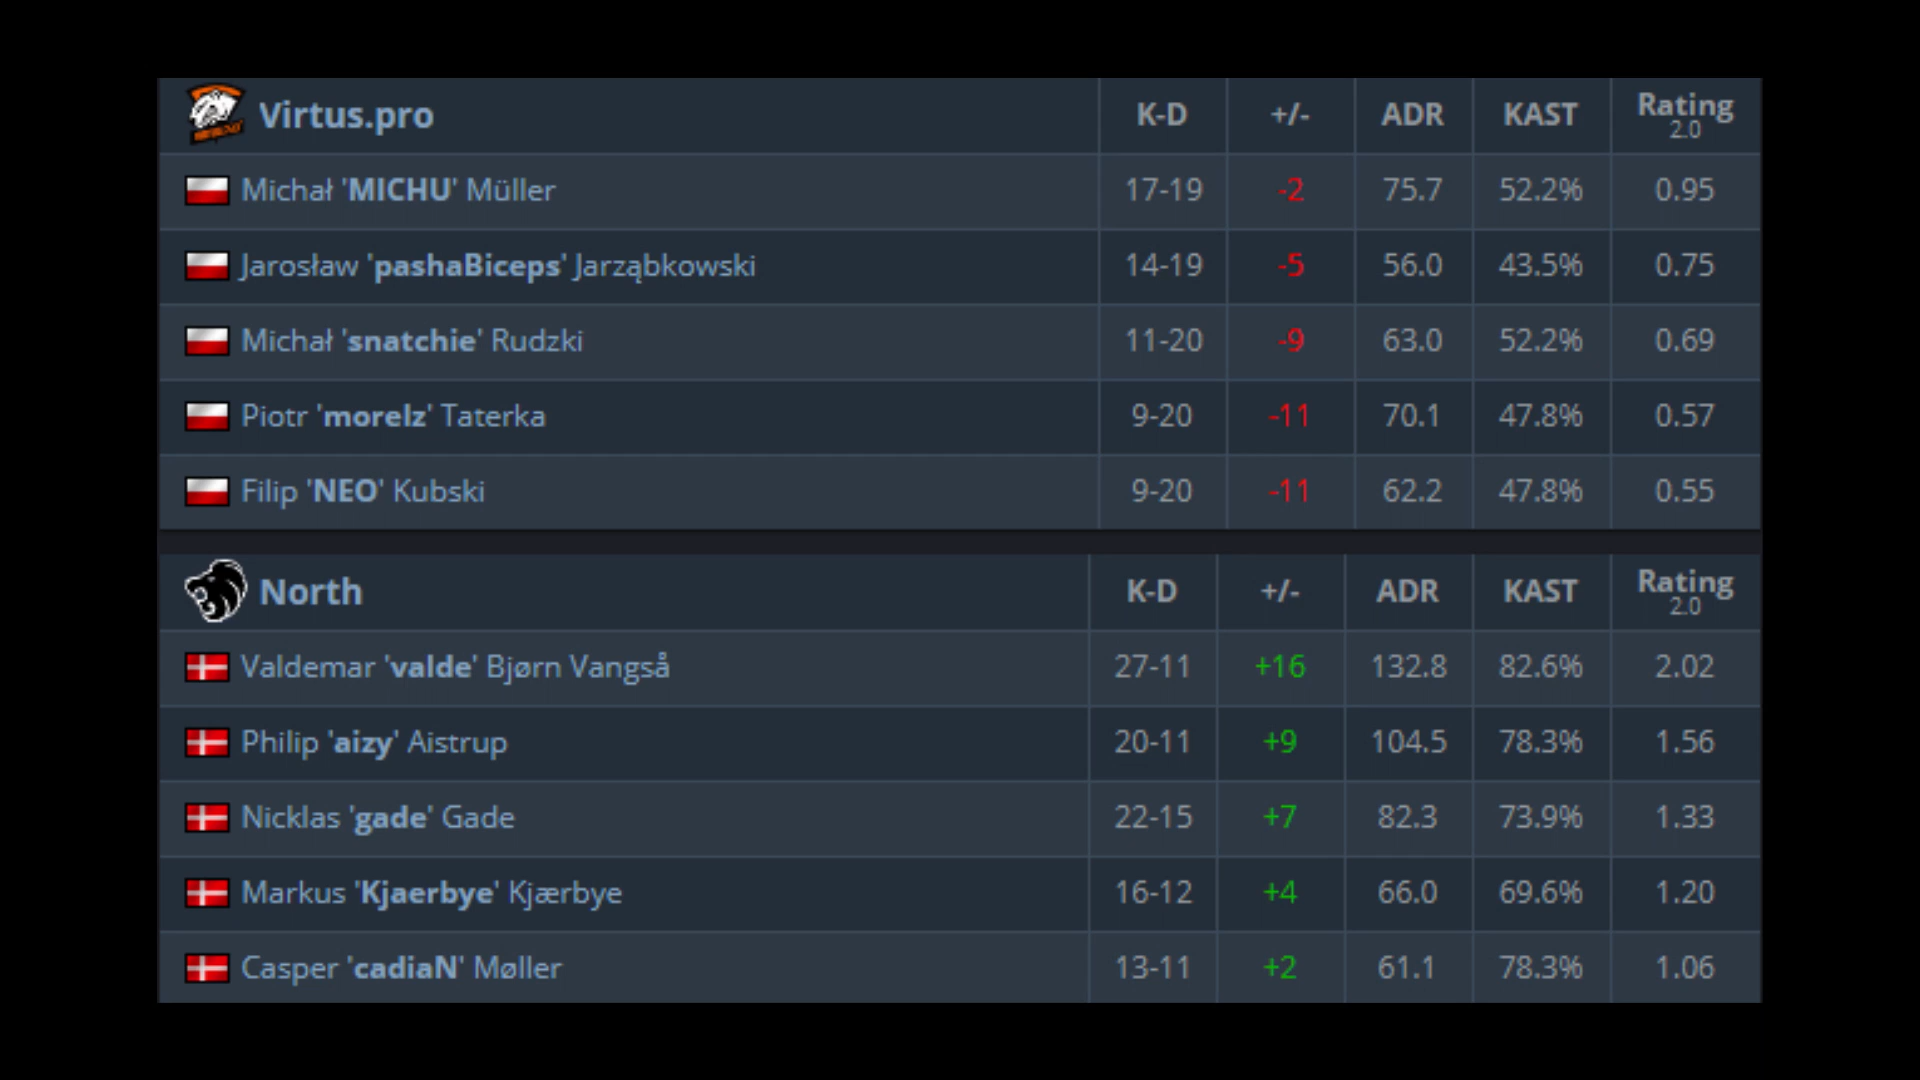 Virtus.pro K-D +/- ADR KAST Rating 2.0
Michał 'MICHU' Müller 17-19 -2 75.7 52.2% 0.95
Jarosław 'pashaBiceps' Jarząbkowski 14-19 -5 56.0 43.5% 0.75
Michał 'snatchie' Rudzki 11-20 -9 63.0 52.2% 0.69
Piotr 'morelz' Taterka 9-20 -11 70.1 47.8% 0.57
Filip 'NEO' Kubski 9-20 -11 62.2 47.8% 0.55
North K-D +/- ADR KAST Rating 2.0
Valdemar 'valde' Bjørn Vangså 27-11 +16 132.8 82.6% 2.02
Philip 'aizy' Aistrup 20-11 +9 104.5 78.3% 1.56
Nicklas 'gade' Gade 22-15 +7 82.3 73.9% 1.33
Markus 'Kjaerbye' Kjærbye 16-12 +4 66.0 69.6% 1.20
Casper 'cadiaN' Møller 13-11 +2 61.1 78.3% 1.06